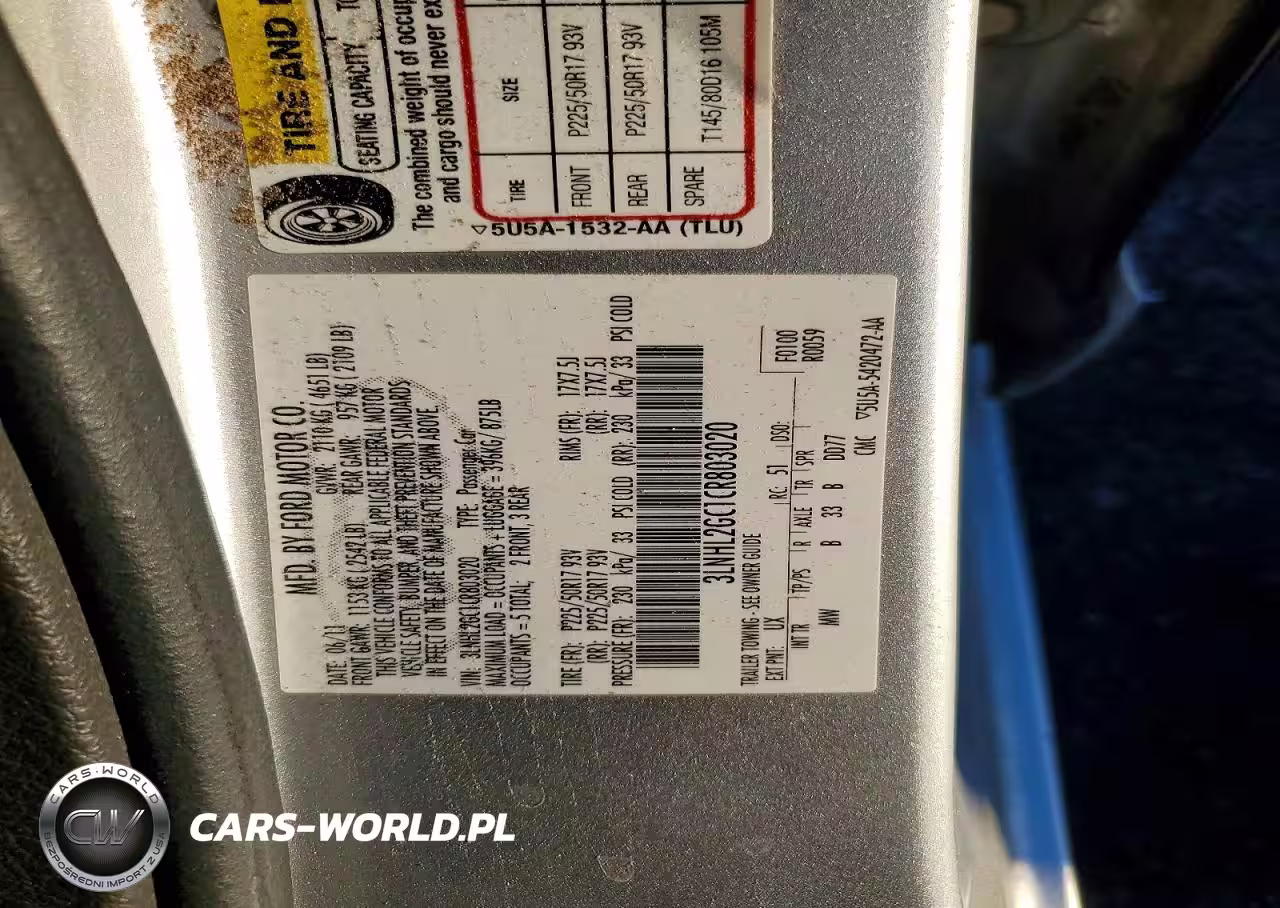 TIRE AND
SEATING CAPACITY
The combined weight of
and cargo should never
TIRE SIZE
FRONT P225/50R17 93V
REAR P225/50R17 93V
SPARE T145/80D16 105M
▽5U5A-1532-AA (TLU)
MFD. BY FORD MOTOR CO.
DATE: 06/11 GVWR: 2110 KG ( 4651 LB)
FRONT GAWR: 1153 KG ( 2542 LB) REAR GAWR: 957 KG ( 2109 LB)
THIS VEHICLE CONFORMS TO ALL APPLICABLE FEDERAL MOTOR
VEHICLE SAFETY, BUMPER, AND THEFT PREVENTION STANDARDS
IN EFFECT ON THE DATE OF MANUFACTURE SHOWN ABOVE.
VIN: 3LNHL2GC1CR803020 TYPE: Passenger Car
MAXIMUM LOAD = OCCUPANTS + LUGGAGE = 396KG/ 875LB
OCCUPANTS = 5 TOTAL; 2 FRONT, 3 REAR
TIRE (FR): P225/50R17 93V RIMS (FR): 17X7.5J
(RR): P225/50R17 93V (RR): 17X7.5J
PRESSURE (FR): 230 kPa/ 33 PSI COLD (RR): 230 kPa/ 33 PSI COLD
3LNHL2GC1CR803020
TRAILER TOWING - SEE OWNER GUIDE F0100
R0059
EXT PNT: UX RC: 51 DSO:
INT TR TP/PS R AXLE TR SPR
MW B 33 B DD77
CMC ▽5U5A-5420472-AA
CARS-WORLD
CW
BEZPOŚREDNI IMPORT Z USA
CARS-WORLD.PL